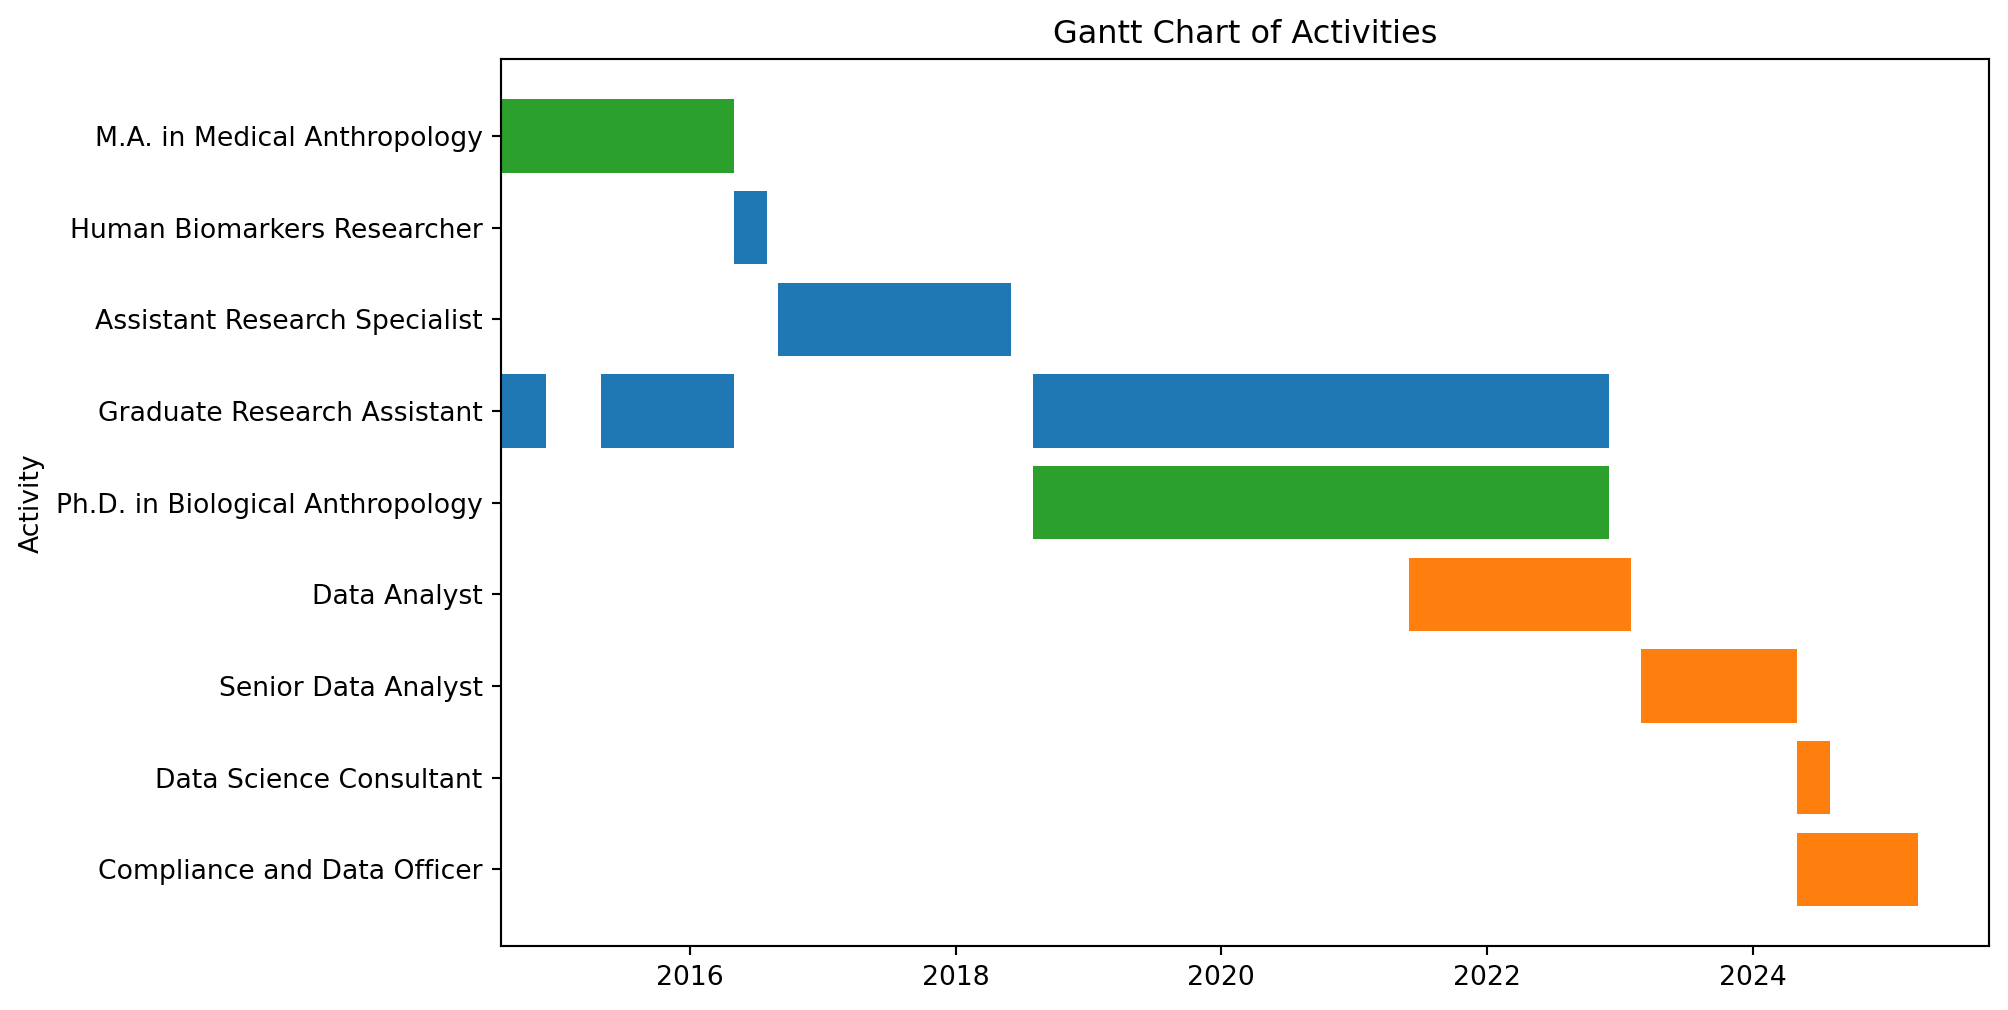 Gantt Chart of Activities
M.A. in Medical Anthropology
Human Biomarkers Researcher
Assistant Research Specialist
Graduate Research Assistant
Ph.D. in Biological Anthropology
Data Analyst
Senior Data Analyst
Data Science Consultant
Compliance and Data Officer
Activity
2016 2018 2020 2022 2024